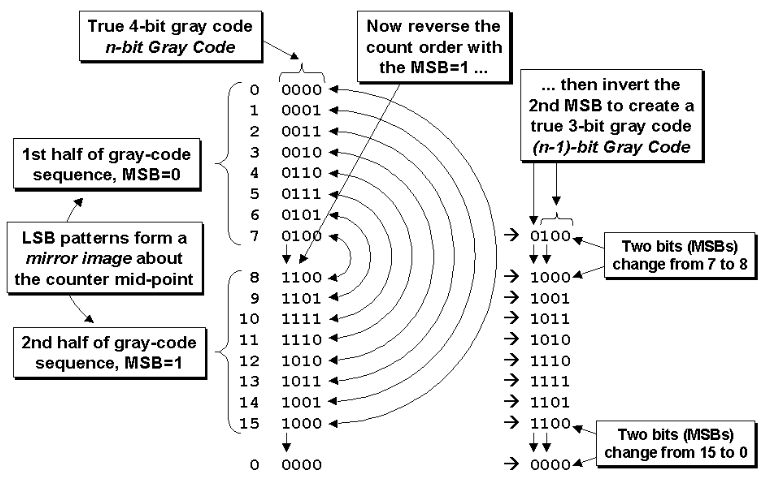 True 4-bit gray code
n-bit Gray Code
Now reverse the
count order with
the MSB=1 ...
... then invert the
2nd MSB to create a
true 3-bit gray code
(n-1)-bit Gray Code
1st half of gray-code
sequence, MSB=0
LSB patterns form a
mirror image about
the counter mid-point
2nd half of gray-code
sequence, MSB=1
0 0000
1 0001
2 0011
3 0010
4 0110
5 0111
6 0101
7 0100 → 0100
8 1100 → 1000
9 1101 → 1001
10 1111 → 1011
11 1110 → 1010
12 1010 → 1110
13 1011 → 1111
14 1001 → 1101
15 1000 → 1100
0 0000 → 0000
Two bits (MSBs)
change from 7 to 8
Two bits (MSBs)
change from 15 to 0